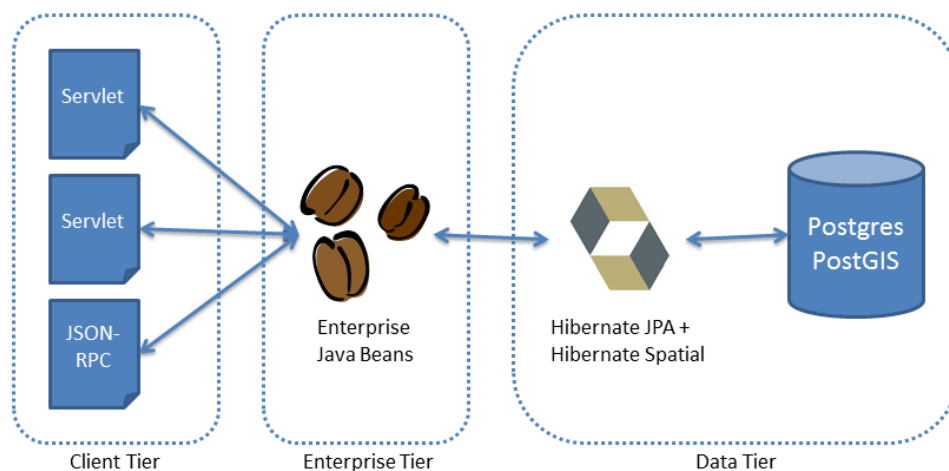 Servlet
Servlet
JSON-
RPC
Enterprise
Java Beans
Hibernate JPA +
Hibernate Spatial
Postgres
PostGIS
Client Tier
Enterprise Tier
Data Tier